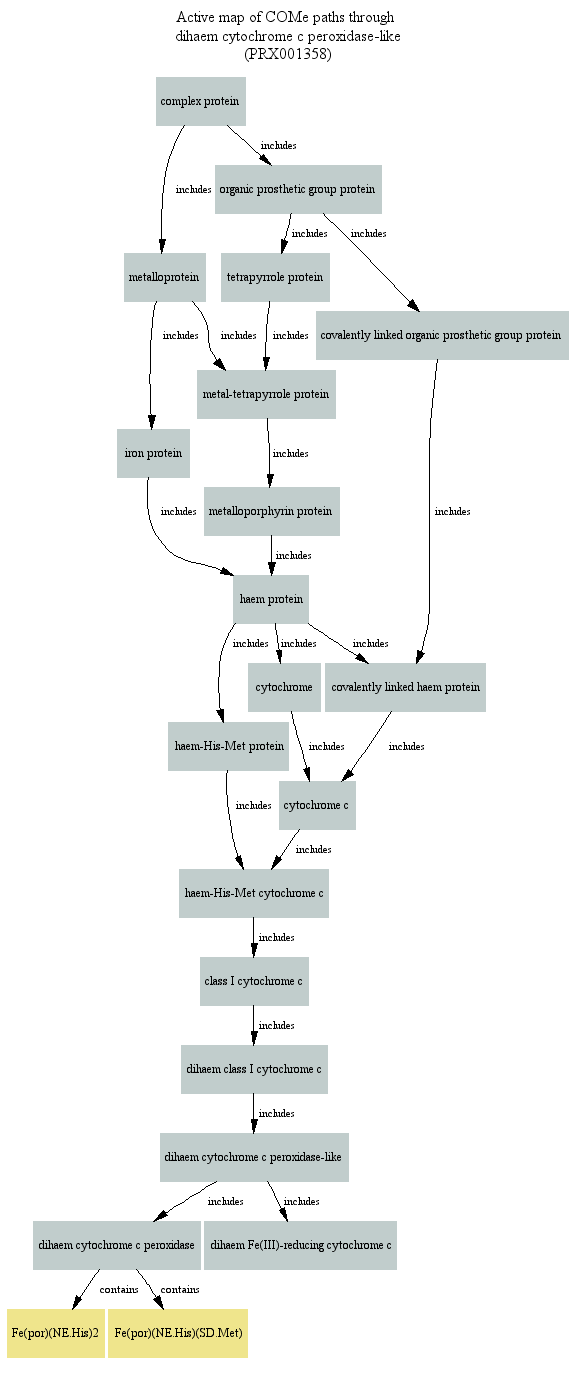 Active map of COMe paths through
dihaem cytochrome c peroxidase-like
(PRX001358)
complex protein
includes
includes
organic prosthetic group protein
includes
includes
metalloprotein
tetrapyrrole protein
covalently linked organic prosthetic group protein
includes
includes
includes
metal-tetrapyrrole protein
iron protein
includes
metalloporphyrin protein
includes
includes
includes
haem protein
includes
includes
includes
cytochrome
covalently linked haem protein
haem-His-Met protein
includes
includes
cytochrome c
includes
includes
haem-His-Met cytochrome c
includes
class I cytochrome c
includes
dihaem class I cytochrome c
includes
dihaem cytochrome c peroxidase-like
includes
includes
dihaem cytochrome c peroxidase
dihaem Fe(III)-reducing cytochrome c
contains
contains
Fe(por)(NE.His)2
Fe(por)(NE.His)(SD.Met)